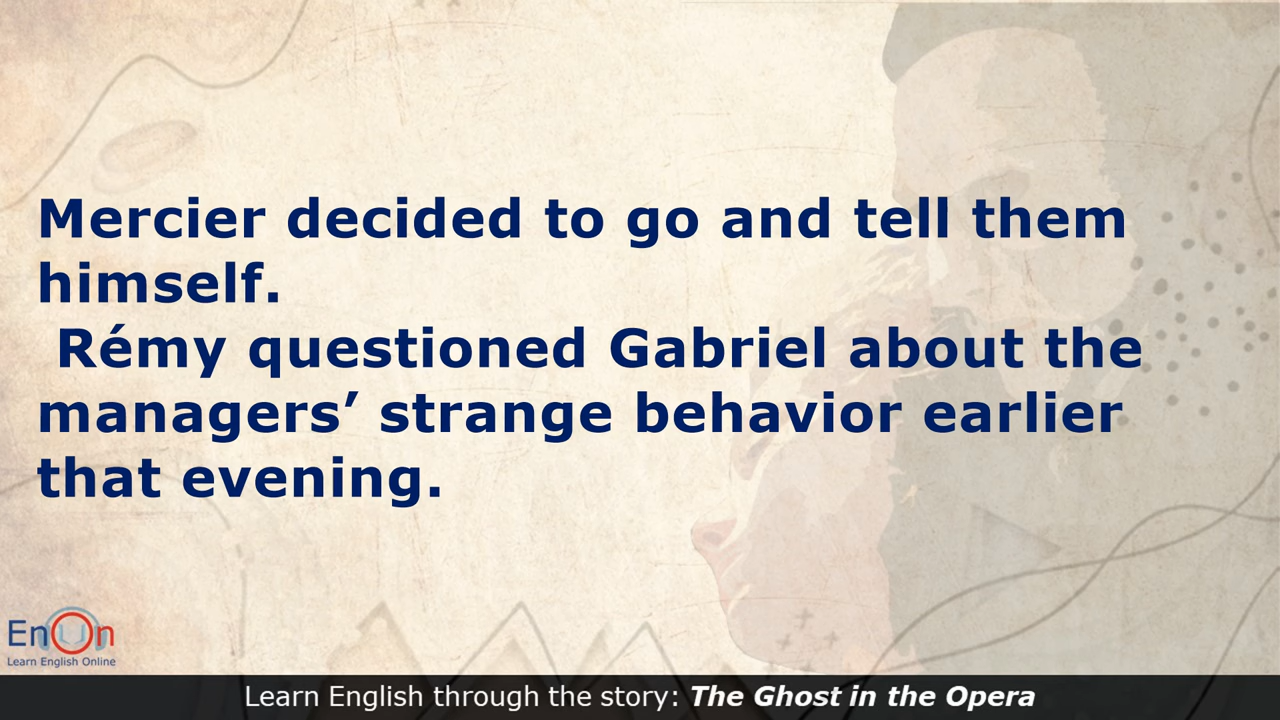 Mercier decided to go and tell them
himself.
Rémy questioned Gabriel about the
managers’ strange behavior earlier
that evening.
EnOn
Learn English Online
Learn English through the story: The Ghost in the Opera